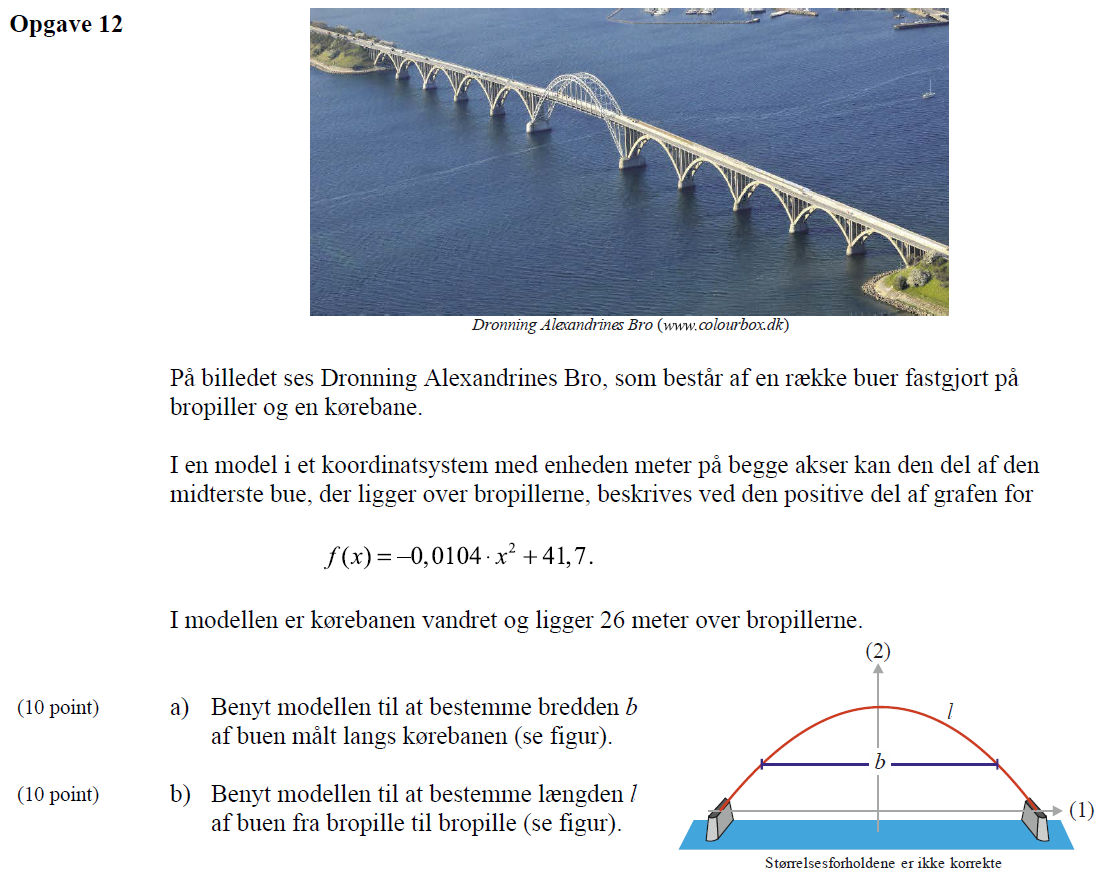 Opgave 12
Dronning Alexandrines Bro (www.colourbox.dk)
På billedet ses Dronning Alexandrines Bro, som består af en række buer fastgjort på
bropiller og en kørebane.
I en model i et koordinatsystem med enheden meter på begge akser kan den del af den
midterste bue, der ligger over bropillerne, beskrives ved den positive del af grafen for
f(x) = −0,0104 · x² + 41,7.
I modellen er kørebanen vandret og ligger 26 meter over bropillerne.
(10 point) a) Benyt modellen til at bestemme bredden b
af buen målt langs kørebanen (se figur).
(10 point) b) Benyt modellen til at bestemme længden l
af buen fra bropille til bropille (se figur).
(2)
l
b
(1)
Størrelsesforholdene er ikke korrekte